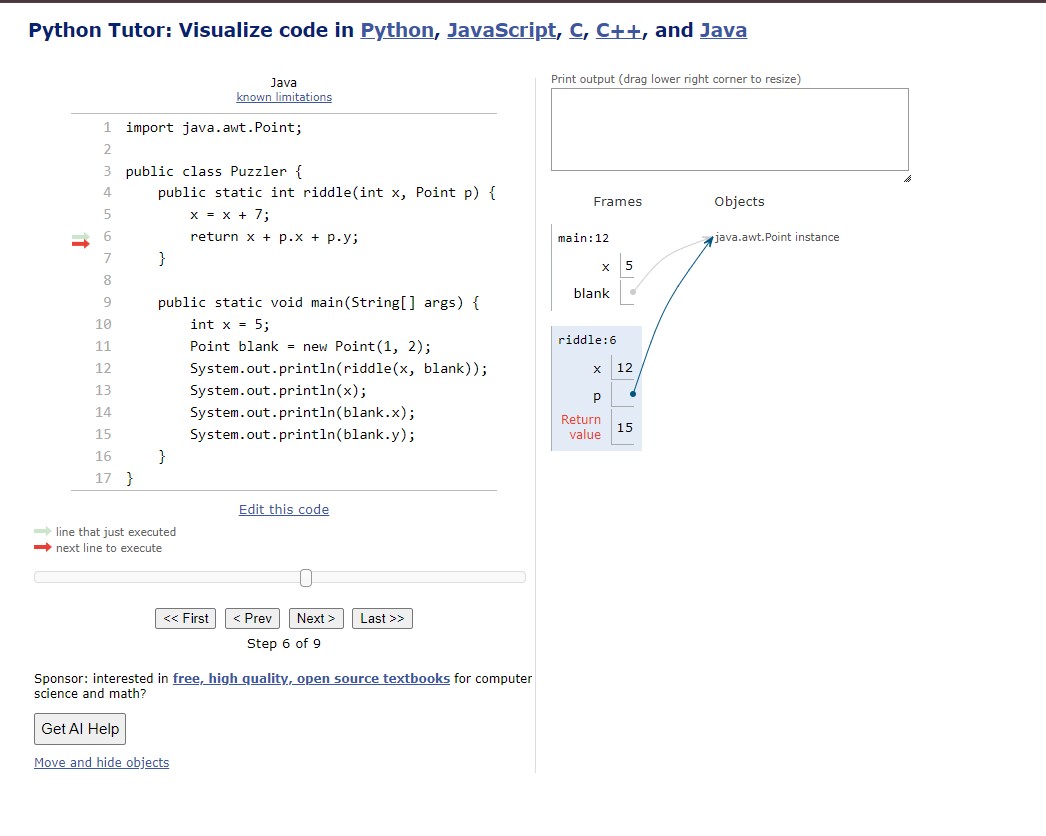 Python Tutor: Visualize code in Python, JavaScript, C, C++, and Java
Java
known limitations
1 import java.awt.Point;
2
3 public class Puzzler {
4     public static int riddle(int x, Point p) {
5         x = x + 7;
6         return x + p.x + p.y;
7     }
8
9     public static void main(String[] args) {
10         int x = 5;
11         Point blank = new Point(1, 2);
12         System.out.println(riddle(x, blank));
13         System.out.println(x);
14         System.out.println(blank.x);
15         System.out.println(blank.y);
16     }
17 }
Edit this code
line that just executed
next line to execute
<< First < Prev Next > Last >>
Step 6 of 9
Sponsor: interested in free, high quality, open source textbooks for computer
science and math?
Get AI Help
Move and hide objects
Print output (drag lower right corner to resize)
Frames Objects
main:12 java.awt.Point instance
x 5
blank
riddle:6
x 12
p
Return
value 15